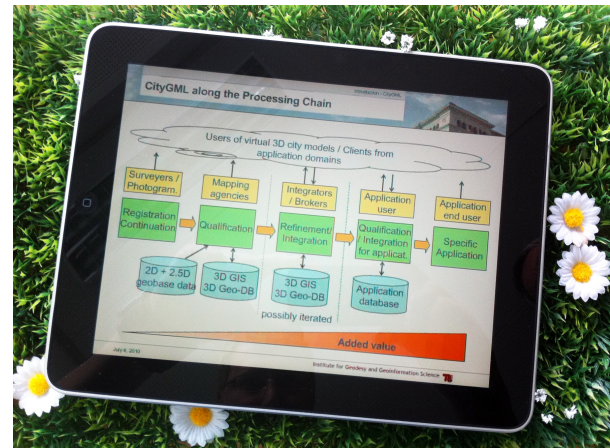 Introduction - CityGML
CityGML along the Processing Chain
Users of virtual 3D city models / Clients from
application domains
Surveyers /
Photogram.
Mapping
agencies
Integrators
/ Brokers
Application
user
Application
end user
Registration
Continuation
Qualification
Refinement/
Integration
Qualification
/ Integration
for applicat.
Specific
Application
2D + 2.5D
geobase data
3D GIS
3D Geo-DB
3D GIS
3D Geo-DB
Application
database
possibly iterated
Added value
July 6, 2010
Institute for Geodesy and Geoinformation Science